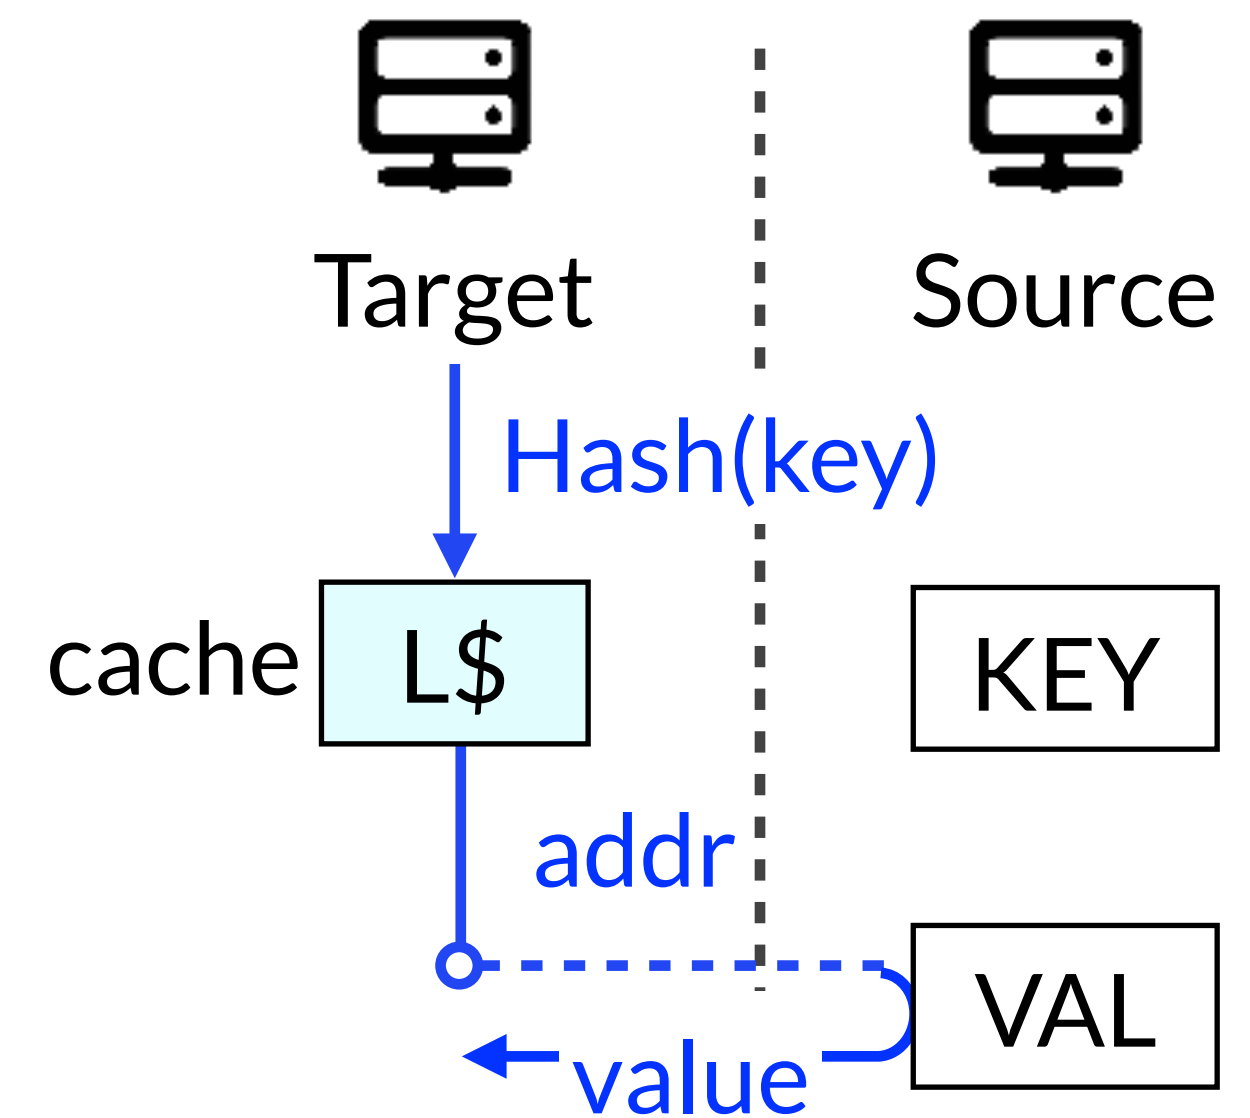 Target
Source
Hash(key)
cache
L$
KEY
addr
VAL
value